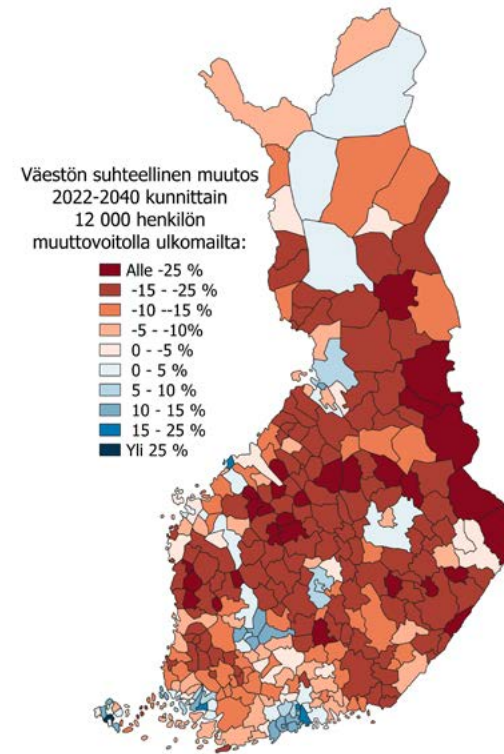 Väestön suhteellinen muutos
2022-2040 kunnittain
12 000 henkilön
muuttovoitolla ulkomailta:
Alle -25 %
-15 - -25 %
-10 --15 %
-5 - -10%
0 - -5%
0 - 5%
5 - 10%
10 - 15 %
15 - 25 %
Yli 25 %